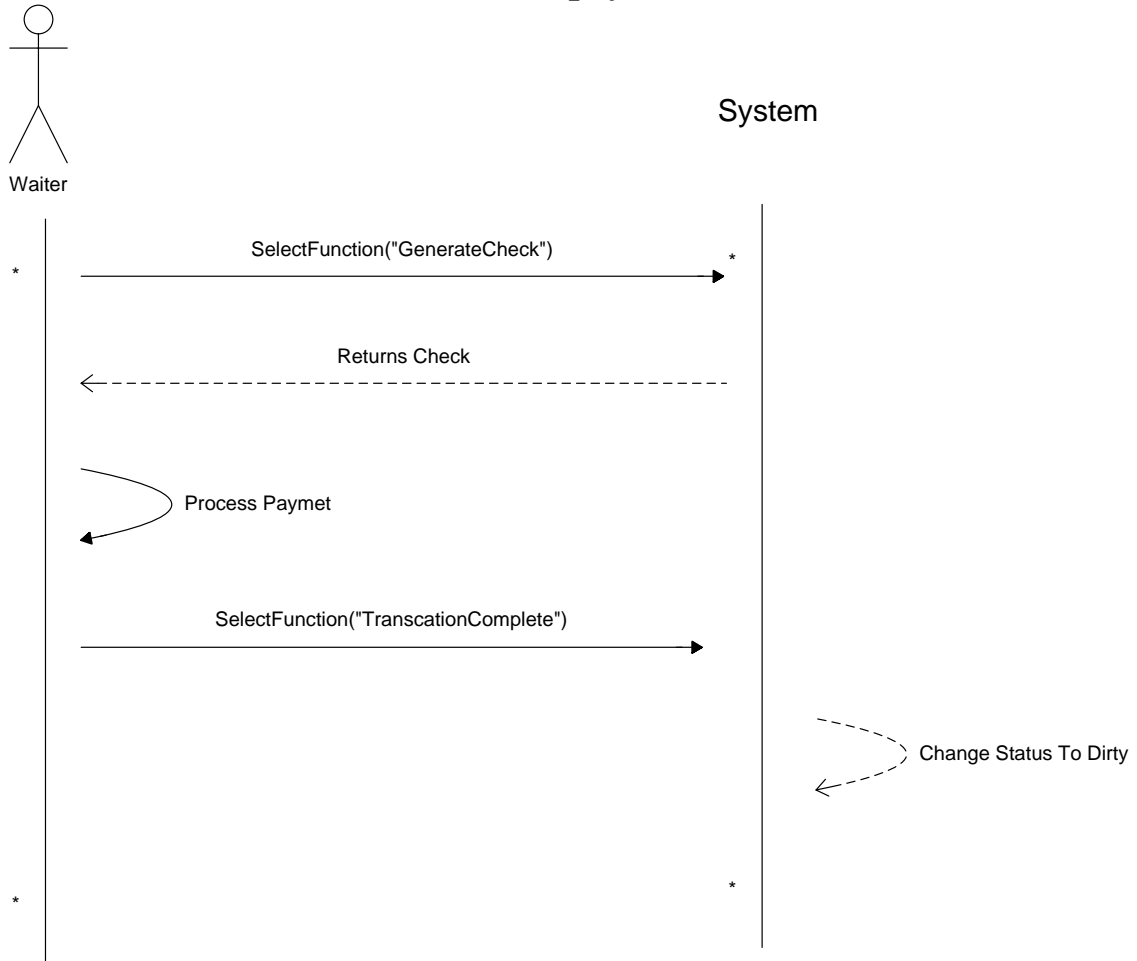 System
Waiter
SelectFunction("GenerateCheck")
*
*
Returns Check
Process Paymet
SelectFunction("TranscationComplete")
Change Status To Dirty
*
*